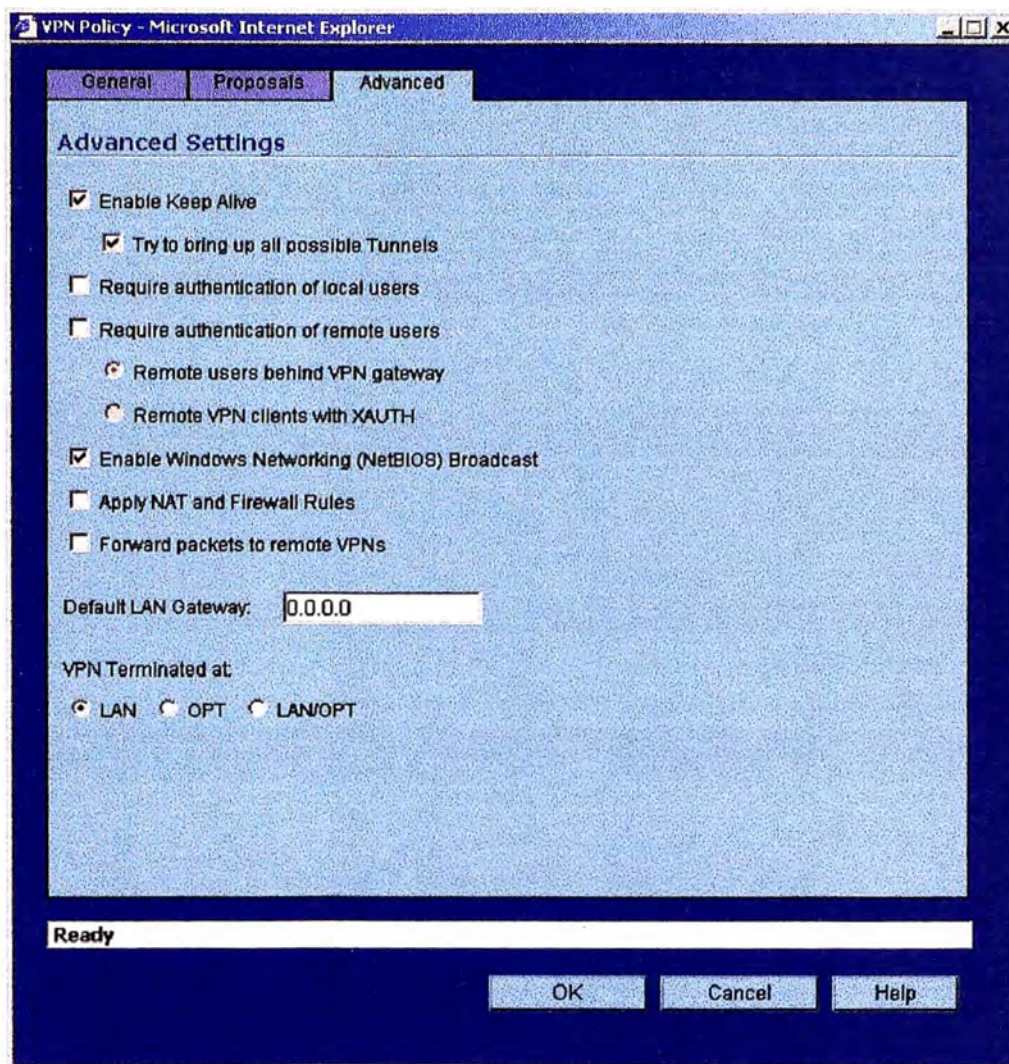 VPN Policy - Microsoft Internet Explorer
General Proposals Advanced
Advanced Settings
Enable Keep Alive
Try to bring up all possible Tunnels
Require authentication of local users
Require authentication of remote users
Remote users behind VPN gateway
Remote VPN clients with XAUTH
Enable Windows Networking (NetBIOS) Broadcast
Apply NAT and Firewall Rules
Forward packets to remote VPNs
Default LAN Gateway: 0.0.0.0
VPN Terminated at:
LAN OPT LAN/OPT
Ready
OK Cancel Help